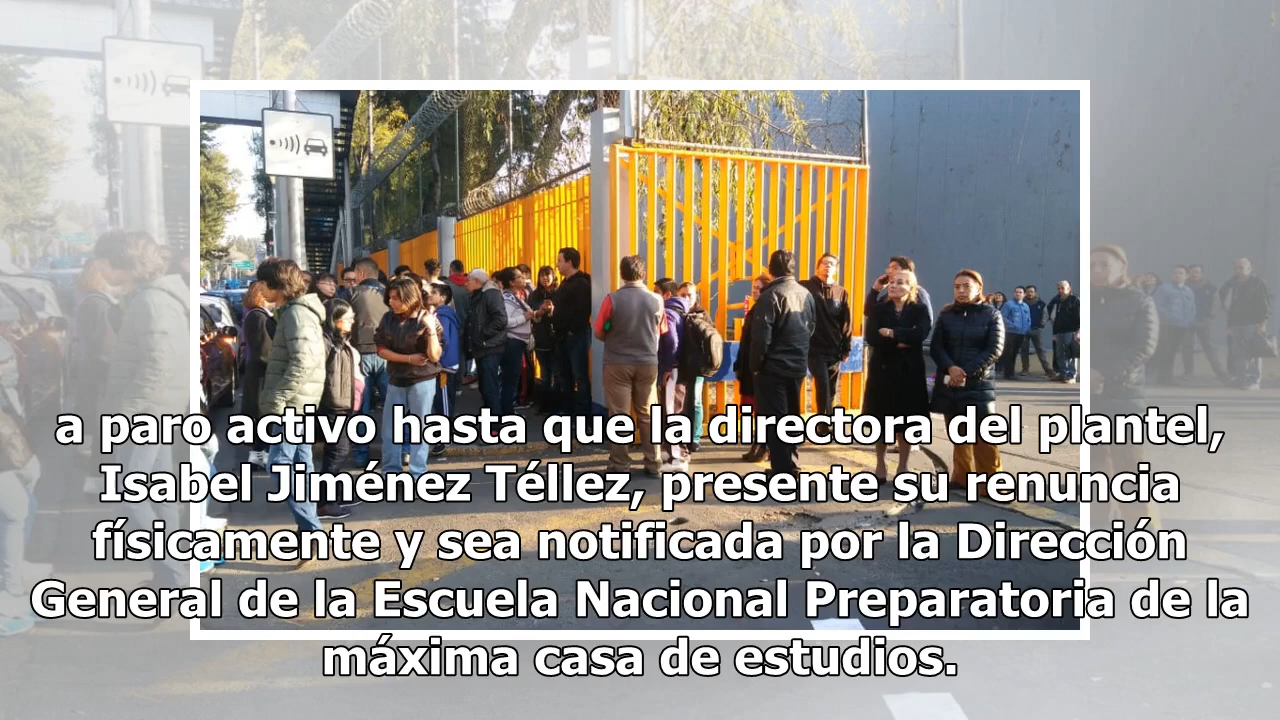 a paro activo hasta que la directora del plantel,
Isabel Jiménez Téllez, presente su renuncia
físicamente y sea notificada por la Dirección
General de la Escuela Nacional Preparatoria de la
máxima casa de estudios.